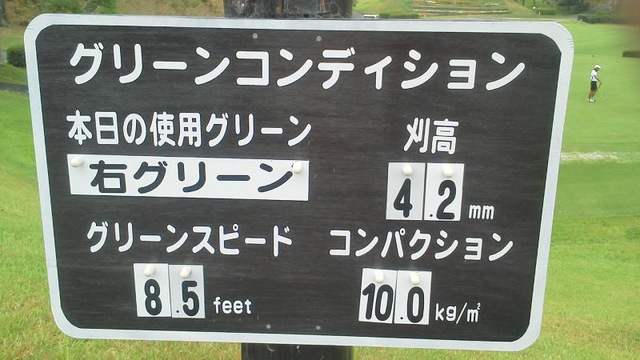 グリーンコンディション
本日の使用グリーン
右グリーン
刈高
4.2 mm
グリーンスピード
8.5 feet
コンパクション
10.0 kg/㎡